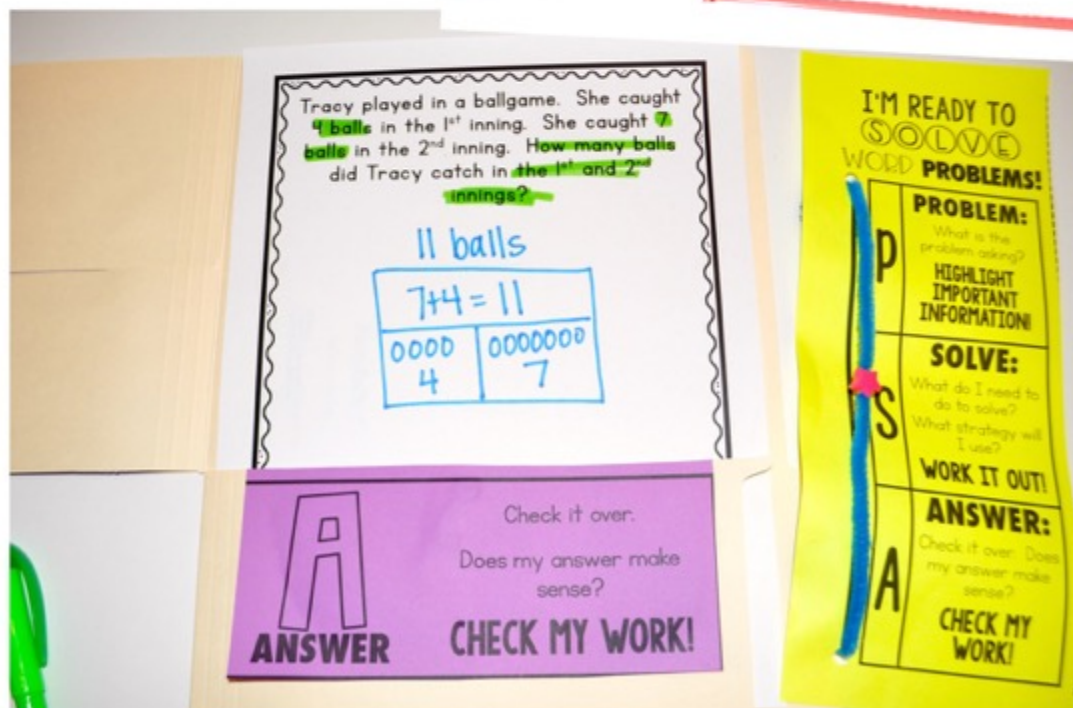 Tracy played in a ballgame. She caught
4 balls in the 1st inning. She caught 7
balls in the 2nd inning. How many balls
did Tracy catch in the 1st and 2nd
innings?
11 balls
7+4=11
0000
4
0000000
7
A
ANSWER
Check it over.
Does my answer make
sense?
CHECK MY WORK!
I'M READY TO
SOLVE
WORD PROBLEMS!
P
PROBLEM:
What is the
problem asking?
HIGHLIGHT
IMPORTANT
INFORMATION!
S
SOLVE:
What do I need to
do to solve?
What strategy will
I use?
WORK IT OUT!
A
ANSWER:
Check it over. Does
my answer make
sense?
CHECK MY
WORK!